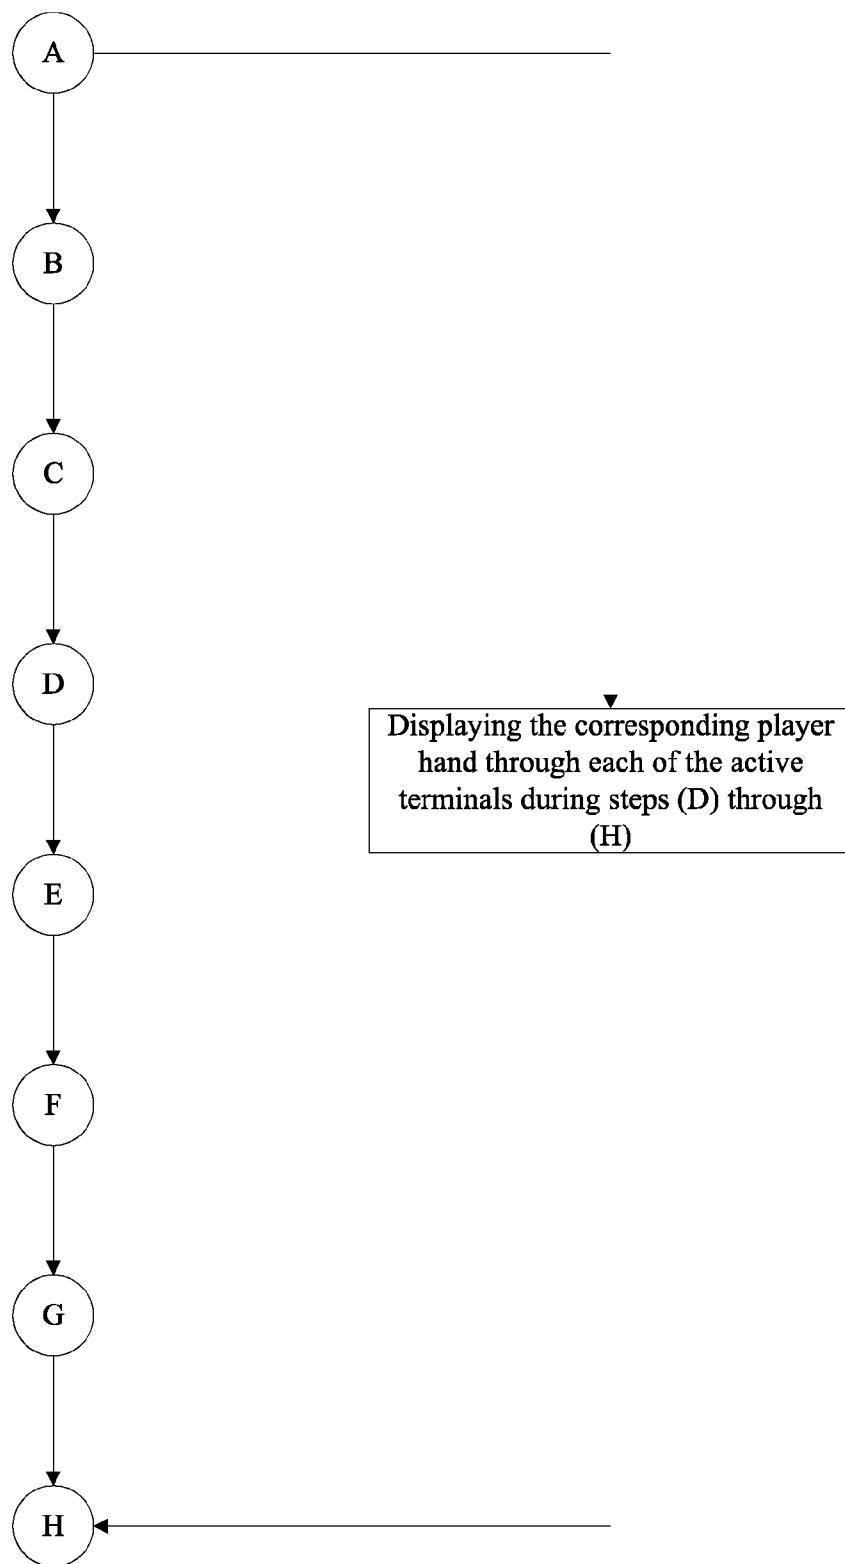 A
B
C
D
Displaying the corresponding player
hand through each of the active
terminals during steps (D) through
(H)
E
F
G
H